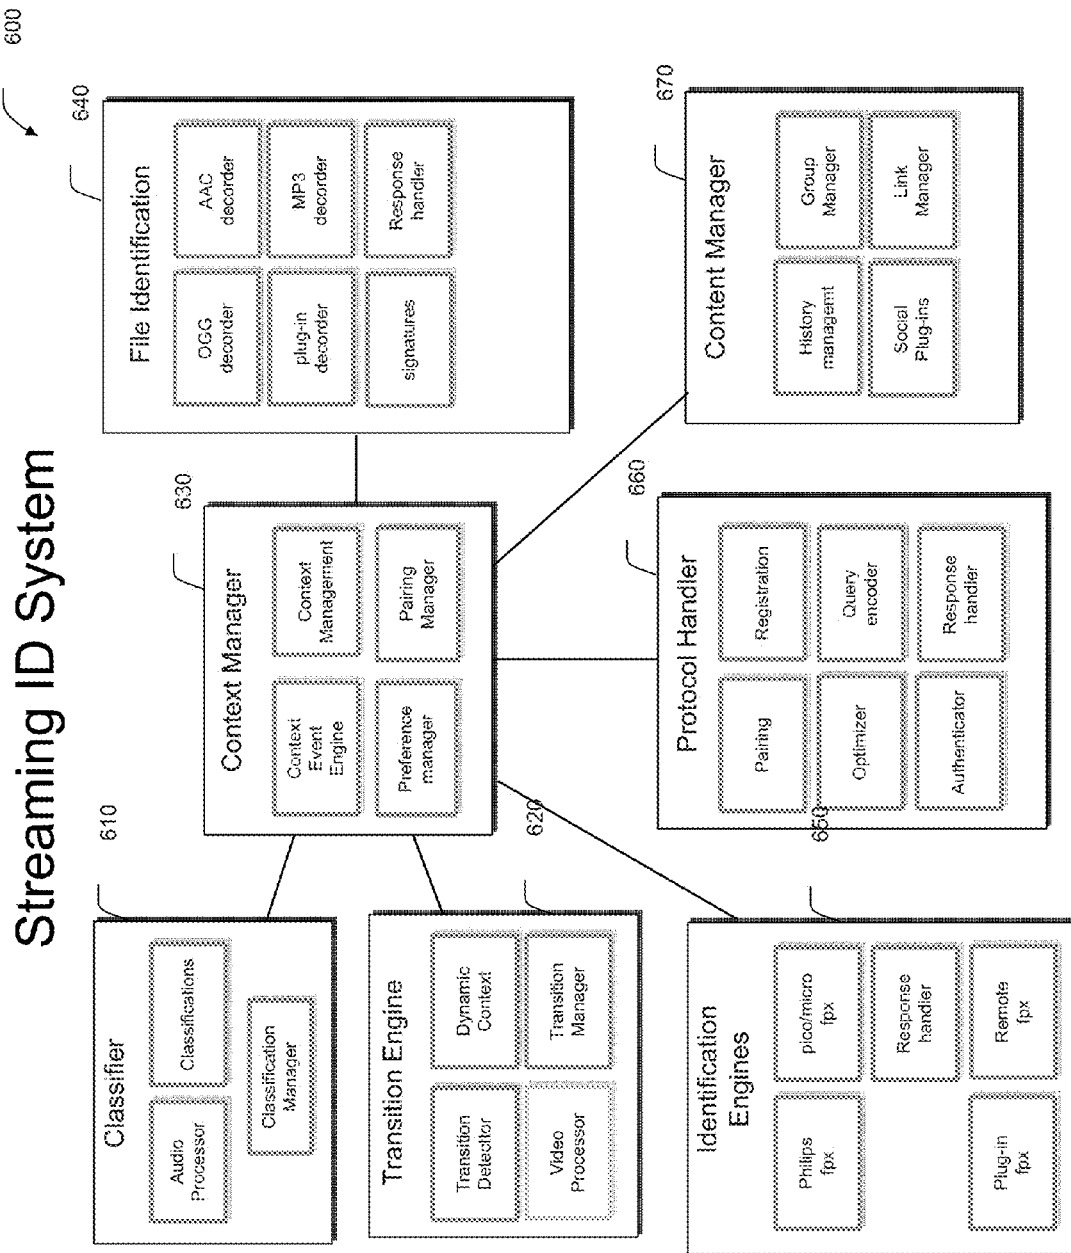 Streaming ID System
600
610
Classifier
Audio
Processor
Classifications
Classification
Manager
620
Transition Engine
Transition
Detector
Dynamic
Context
Video
Processor
Transition
Manager
650
Identification
Engines
Philips
fpx
pico/micro
fpx
Response
handler
Plug-in
fpx
Remote
fpx
630
Context Manager
Context
Event
Engine
Context
Management
Preference
manager
Pairing
Manager
660
Protocol Handler
Pairing
Registration
Optimizer
Query
encoder
Authenticator
Response
handler
640
File Identification
OGG
decorder
AAC
decorder
plug-in
decorder
MP3
decorder
signatures
Response
handler
670
Content Manager
History
managemt
Group
Manager
Social
Plug-ins
Link
Manager